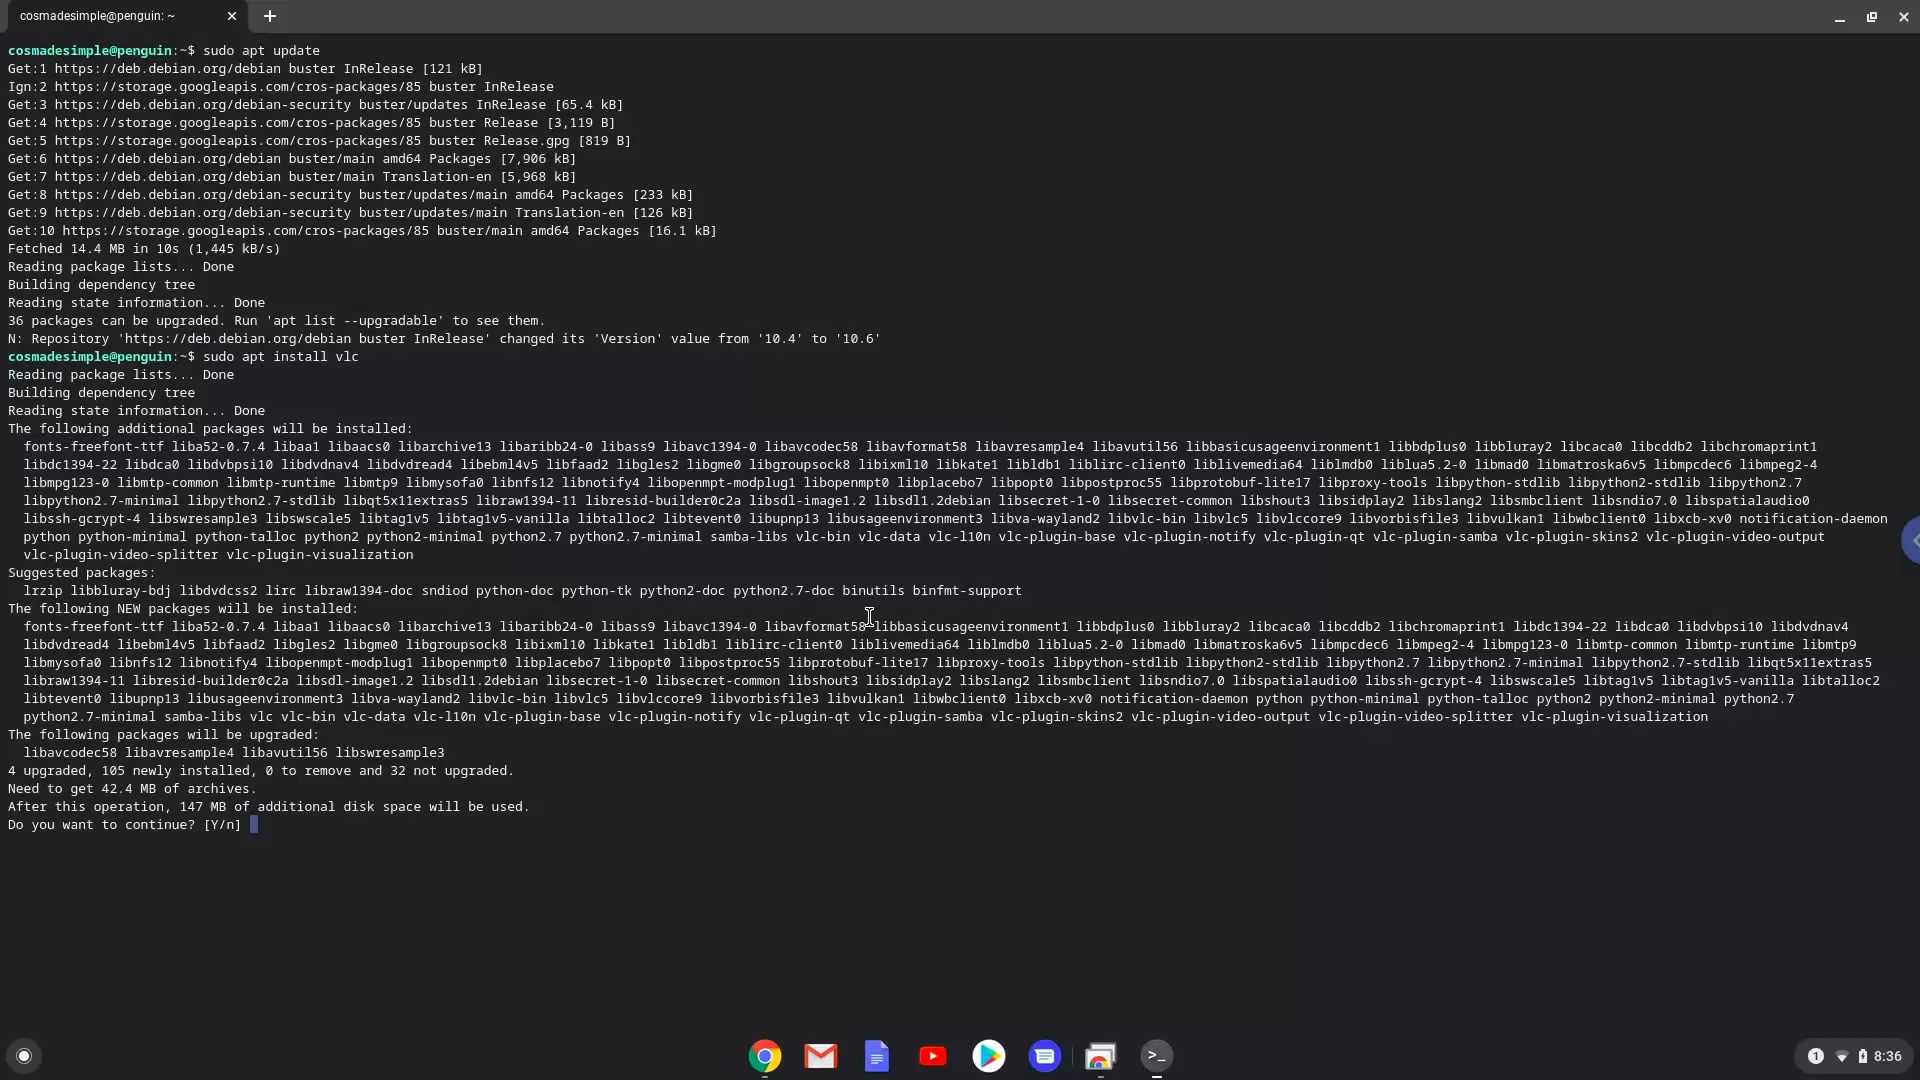 cosmadesimple@penguin: ~
cosmadesimple@penguin:~$ sudo apt update
Get:1 https://deb.debian.org/debian buster InRelease [121 kB]
Ign:2 https://storage.googleapis.com/cros-packages/85 buster InRelease
Get:3 https://deb.debian.org/debian-security buster/updates InRelease [65.4 kB]
Get:4 https://storage.googleapis.com/cros-packages/85 buster Release [3,119 B]
Get:5 https://storage.googleapis.com/cros-packages/85 buster Release.gpg [819 B]
Get:6 https://deb.debian.org/debian buster/main amd64 Packages [7,906 kB]
Get:7 https://deb.debian.org/debian buster/main Translation-en [5,968 kB]
Get:8 https://deb.debian.org/debian-security buster/updates/main amd64 Packages [233 kB]
Get:9 https://deb.debian.org/debian-security buster/updates/main Translation-en [126 kB]
Get:10 https://storage.googleapis.com/cros-packages/85 buster/main amd64 Packages [16.1 kB]
Fetched 14.4 MB in 10s (1,445 kB/s)
Reading package lists... Done
Building dependency tree
Reading state information... Done
36 packages can be upgraded. Run 'apt list --upgradable' to see them.
N: Repository 'https://deb.debian.org/debian buster InRelease' changed its 'Version' value from '10.4' to '10.6'
cosmadesimple@penguin:~$ sudo apt install vlc
Reading package lists... Done
Building dependency tree
Reading state information... Done
The following additional packages will be installed:
fonts-freefont-ttf liba52-0.7.4 libaa1 libaacs0 libarchive13 libaribb24-0 libass9 libavc1394-0 libavcodec58 libavformat58 libavresample4 libavutil56 libbasicusageenvironment1 libbdplus0 libbluray2 libcaca0 libcddb2 libchromaprint1
libdc1394-22 libdca0 libdvbpsi10 libdvdnav4 libdvdread4 libebml4v5 libfaad2 libgles2 libgme0 libgroupsock8 libixml10 libkate1 libldb1 liblirc-client0 liblivemedia64 liblmdb0 liblua5.2-0 libmad0 libmatroska6v5 libmpcdec6 libmpeg2-4
libmpg123-0 libmtp-common libmtp-runtime libmtp9 libmysofa0 libnfs12 libnotify4 libopenmpt-modplug1 libopenmpt0 libplacebo7 libpopt0 libpostproc55 libprotobuf-lite17 libproxy-tools libpython-stdlib libpython2-stdlib libpython2.7
libpython2.7-minimal libpython2.7-stdlib libqt5x11extras5 libraw1394-11 libresid-builder0c2a libsdl-image1.2 libsdl1.2debian libsecret-1-0 libsecret-common libshout3 libsidplay2 libslang2 libsmbclient libsndio7.0 libspatialaudio0
libssh-gcrypt-4 libswresample3 libswscale5 libtag1v5 libtag1v5-vanilla libtalloc2 libtevent0 libupnp13 libusageenvironment3 libva-wayland2 libvlc-bin libvlc5 libvlccore9 libvorbisfile3 libvulkan1 libwbclient0 libxcb-xv0 notification-daemon
python python-minimal python-talloc python2 python2-minimal python2.7 python2.7-minimal samba-libs vlc-bin vlc-data vlc-l10n vlc-plugin-base vlc-plugin-notify vlc-plugin-qt vlc-plugin-samba vlc-plugin-skins2 vlc-plugin-video-output
vlc-plugin-video-splitter vlc-plugin-visualization
Suggested packages:
lrzip libbluray-bdj libdvdcss2 lirc libraw1394-doc sndiod python-doc python-tk python2-doc python2.7-doc binutils binfmt-support
The following NEW packages will be installed:
fonts-freefont-ttf liba52-0.7.4 libaa1 libaacs0 libarchive13 libaribb24-0 libass9 libavc1394-0 libavformat58 libbasicusageenvironment1 libbdplus0 libbluray2 libcaca0 libcddb2 libchromaprint1 libdc1394-22 libdca0 libdvbpsi10 libdvdnav4
libdvdread4 libebml4v5 libfaad2 libgles2 libgme0 libgroupsock8 libixml10 libkate1 libldb1 liblirc-client0 liblivemedia64 liblmdb0 liblua5.2-0 libmad0 libmatroska6v5 libmpcdec6 libmpeg2-4 libmpg123-0 libmtp-common libmtp-runtime libmtp9
libmysofa0 libnfs12 libnotify4 libopenmpt-modplug1 libopenmpt0 libplacebo7 libpopt0 libpostproc55 libprotobuf-lite17 libproxy-tools libpython-stdlib libpython2-stdlib libpython2.7 libpython2.7-minimal libpython2.7-stdlib libqt5x11extras5
libraw1394-11 libresid-builder0c2a libsdl-image1.2 libsdl1.2debian libsecret-1-0 libsecret-common libshout3 libsidplay2 libslang2 libsmbclient libsndio7.0 libspatialaudio0 libssh-gcrypt-4 libswscale5 libtag1v5 libtag1v5-vanilla libtalloc2
libtevent0 libupnp13 libusageenvironment3 libva-wayland2 libvlc-bin libvlc5 libvlccore9 libvorbisfile3 libvulkan1 libwbclient0 libxcb-xv0 notification-daemon python python-minimal python-talloc python2 python2-minimal python2.7
python2.7-minimal samba-libs vlc vlc-bin vlc-data vlc-l10n vlc-plugin-base vlc-plugin-notify vlc-plugin-qt vlc-plugin-samba vlc-plugin-skins2 vlc-plugin-video-output vlc-plugin-video-splitter vlc-plugin-visualization
The following packages will be upgraded:
libavcodec58 libavresample4 libavutil56 libswresample3
4 upgraded, 105 newly installed, 0 to remove and 32 not upgraded.
Need to get 42.4 MB of archives.
After this operation, 147 MB of additional disk space will be used.
Do you want to continue? [Y/n]
1 8:36